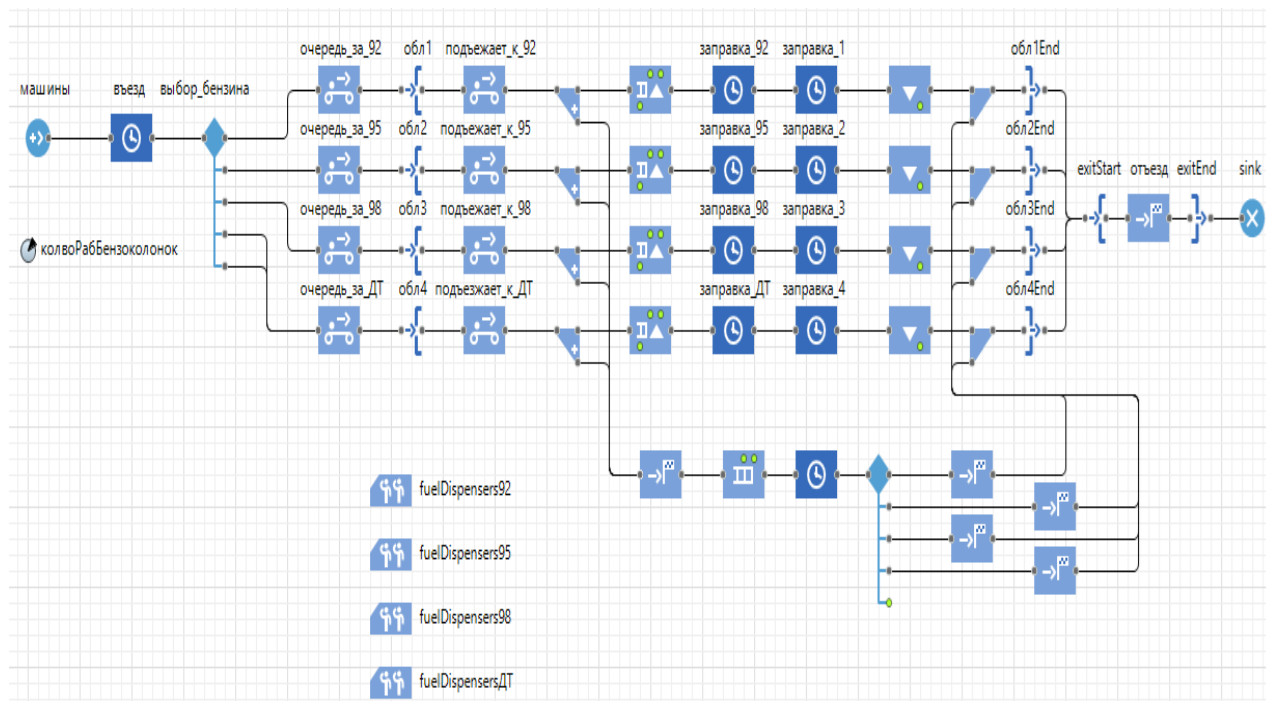 очередь_за_92 обл1 подъежает_к_92 заправка_92 заправка_1 обл1End
машины въезд выбор_бензина
очередь_за_95 обл2 подъежает_к_95 заправка_95 заправка_2 обл2End
exitStart отъезд exitEnd sink
очередь_за_98 обл3 подъежает_к_98 заправка_98 заправка_3 обл3End
колвоРабБензоколонок
очередь_за_ДТ обл4 подъезжает_к_ДТ заправка_ДТ заправка_4 обл4End
fuelDispensers92
fuelDispensers95
fuelDispensers98
fuelDispensersДТ